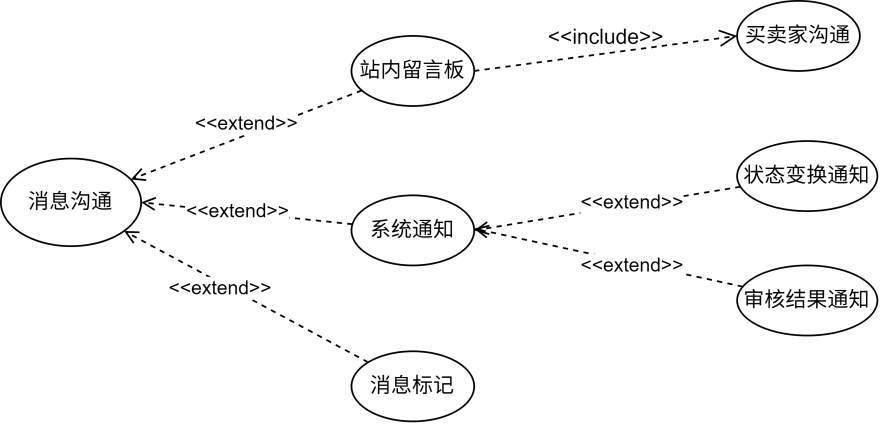 <<include>>
买卖家沟通
站内留言板
<<extend>>
状态变换通知
消息沟通
<<extend>>
<<extend>>
系统通知
<<extend>>
<<extend>>
审核结果通知
消息标记